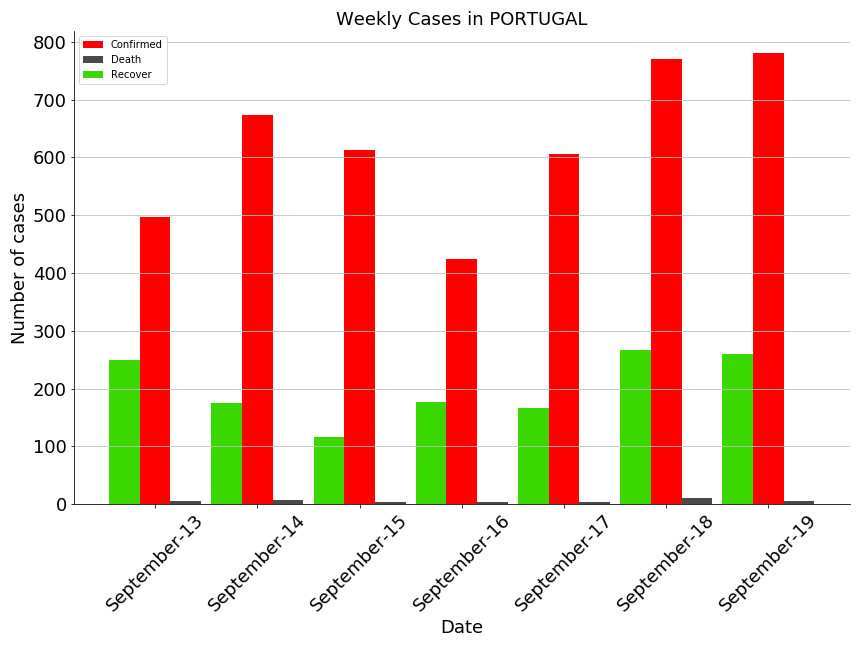 Weekly Cases in PORTUGAL
Confirmed
Death
Recover
Number of cases
800
700
600
500
400
300
200
100
0
September-13
September-14
September-15
September-16
September-17
September-18
September-19
Date